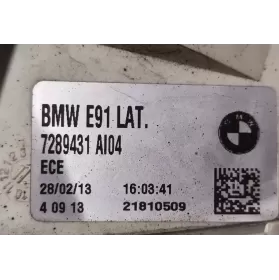 BMW E91 LAT.
7289431 AI04
ECE
28/02/13 16:03:41
4 09 13 21810509